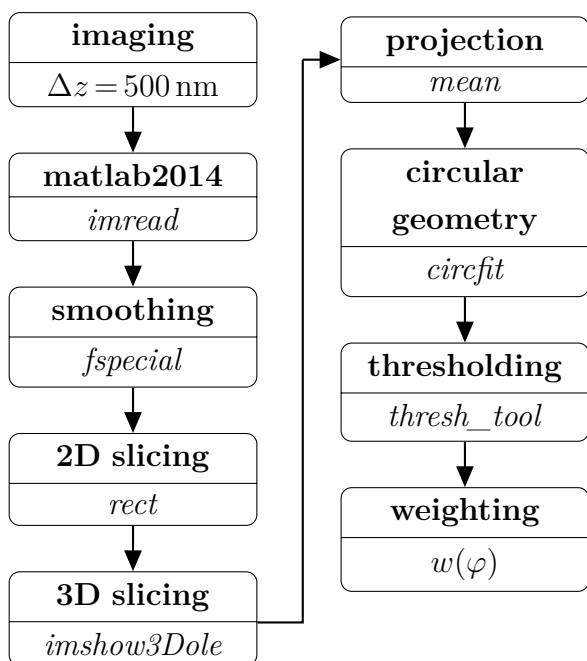 imaging
Δz = 500 nm
matlab2014
imread
smoothing
fspecial
2D slicing
rect
3D slicing
imshow3Dole
projection
mean
circular
geometry
circfit
thresholding
thresh_tool
weighting
w(φ)